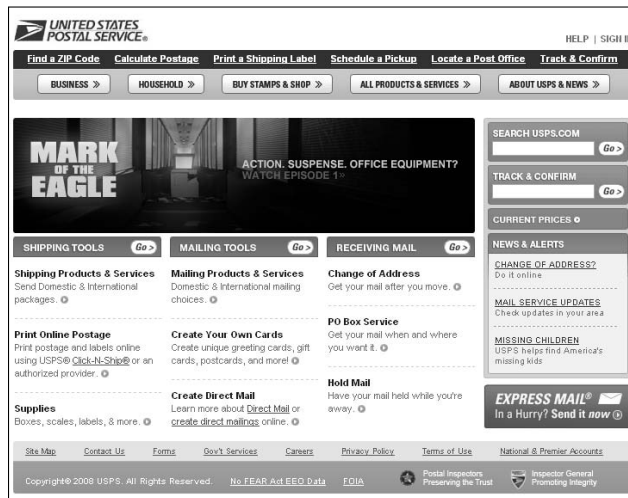 UNITED STATES
POSTAL SERVICE®
HELP | SIGN I
Find a ZIP Code Calculate Postage Print a Shipping Label Schedule a Pickup Locate a Post Office Track & Confirm
BUSINESS » HOUSEHOLD » BUY STAMPS & SHOP » ALL PRODUCTS & SERVICES » ABOUT USPS & NEWS »
MARK
OF THE
EAGLE
ACTION. SUSPENSE. OFFICE EQUIPMENT?
WATCH EPISODE 1»
SEARCH USPS.COM
Go >
TRACK & CONFIRM
Go >
CURRENT PRICES
SHIPPING TOOLS Go >
Shipping Products & Services
Send Domestic & International
packages.
Print Online Postage
Print postage and labels online
using USPS® Click-N-Ship® or an
authorized provider.
Supplies
Boxes, scales, labels, & more.
MAILING TOOLS Go >
Mailing Products & Services
Domestic & International mailing
choices.
Create Your Own Cards
Create unique greeting cards, gift
cards, postcards, and more!
Create Direct Mail
Learn more about Direct Mail or
create direct mailings online.
RECEIVING MAIL Go >
Change of Address
Get your mail after you move.
PO Box Service
Get your mail when and where
you want it.
Hold Mail
Have your mail held while you're
away.
NEWS & ALERTS
CHANGE OF ADDRESS?
Do it online
MAIL SERVICE UPDATES
Check updates in your area
MISSING CHILDREN
USPS helps find America's
missing kids
EXPRESS MAIL®
In a Hurry? Send it now
Site Map Contact Us Forms Gov't Services Careers Privacy Policy Terms of Use National & Premier Accounts
Copyright© 2008 USPS. All Rights Reserved. No FEAR Act EEO Data FOIA
Postal Inspectors
Preserving the Trust
Inspector General
Promoting Integrity